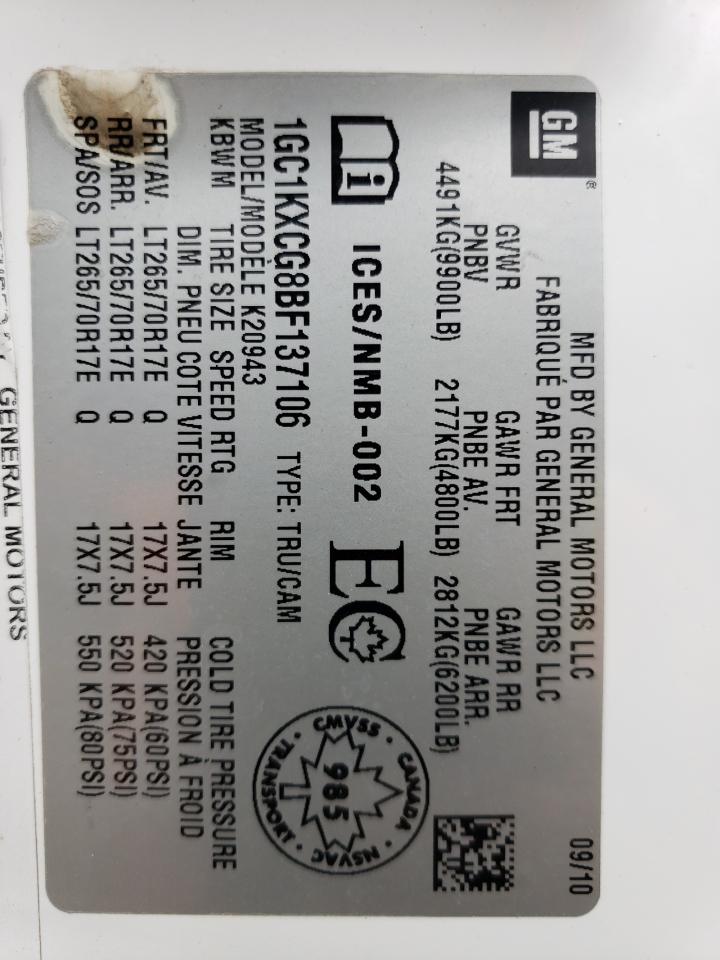 GM®
MFD BY GENERAL MOTORS LLC 09/10
FABRIQUÉ PAR GENERAL MOTORS LLC
GVWR GAWR FRT GAWR RR
PNBV PNBE AV. PNBE ARR.
4491KG(9900LB) 2177KG(4800LB) 2812KG(6200LB)
ICES/NMB-002 EC
CMVSS • CANADA • NSVAC • TRANSPORT •
985
1GC1KXCG8BF137106 TYPE: TRU/CAM
MODEL/MODÈLE K20943
KBWM TIRE SIZE SPEED RTG RIM COLD TIRE PRESSURE
DIM. PNEU COTE VITESSE JANTE PRESSION À FROID
FRT/AV. LT265/70R17E Q 17X7.5J 420 KPA(60PSI)
RR/ARR. LT265/70R17E Q 17X7.5J 520 KPA(75PSI)
SPA/SOS LT265/70R17E Q 17X7.5J 550 KPA(80PSI)
GENERAL MOTORS